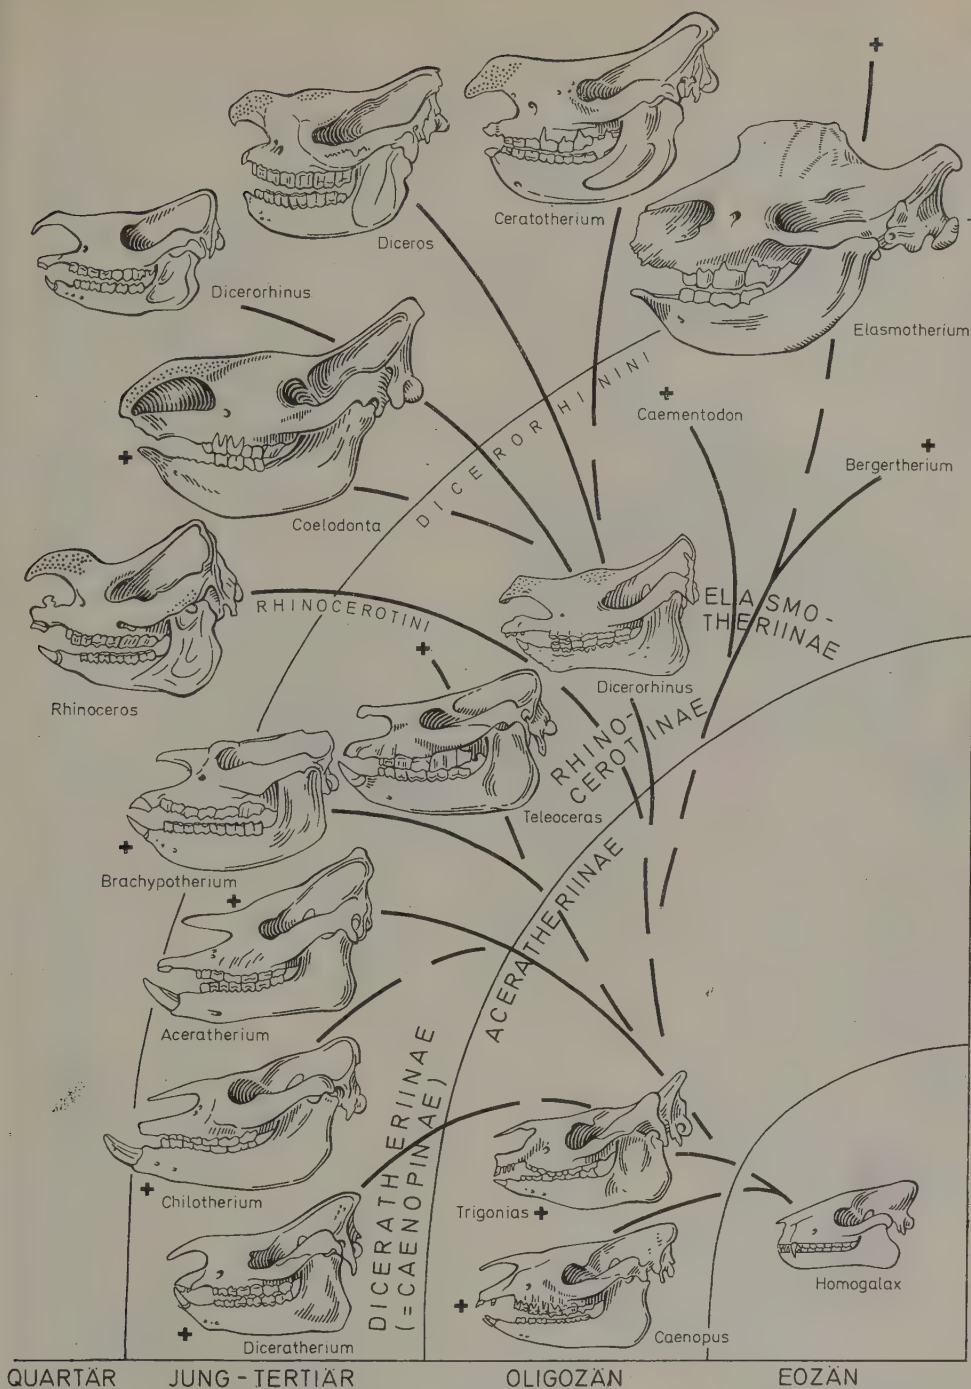 Ceratotherium
Diceros
Dicerorhinus
Elasmotherium
Caementodon
Bergertherium
Coelodonta
DICERORHININI
RHINOCEROTINI
ELASMO-
THERIINAE
Rhinoceros
Dicerorhinus
RHINO-
CEROTINAE
Teleoceras
Brachypotherium
ACERATHERIINAE
Aceratherium
DICERATHERIINAE
(=CAENOPINAE)
Chilotherium
Trigonias
Homogalax
Caenopus
Diceratherium
QUARTÄR JUNG-TERTIÄR OLIGOZÄN EOZÄN